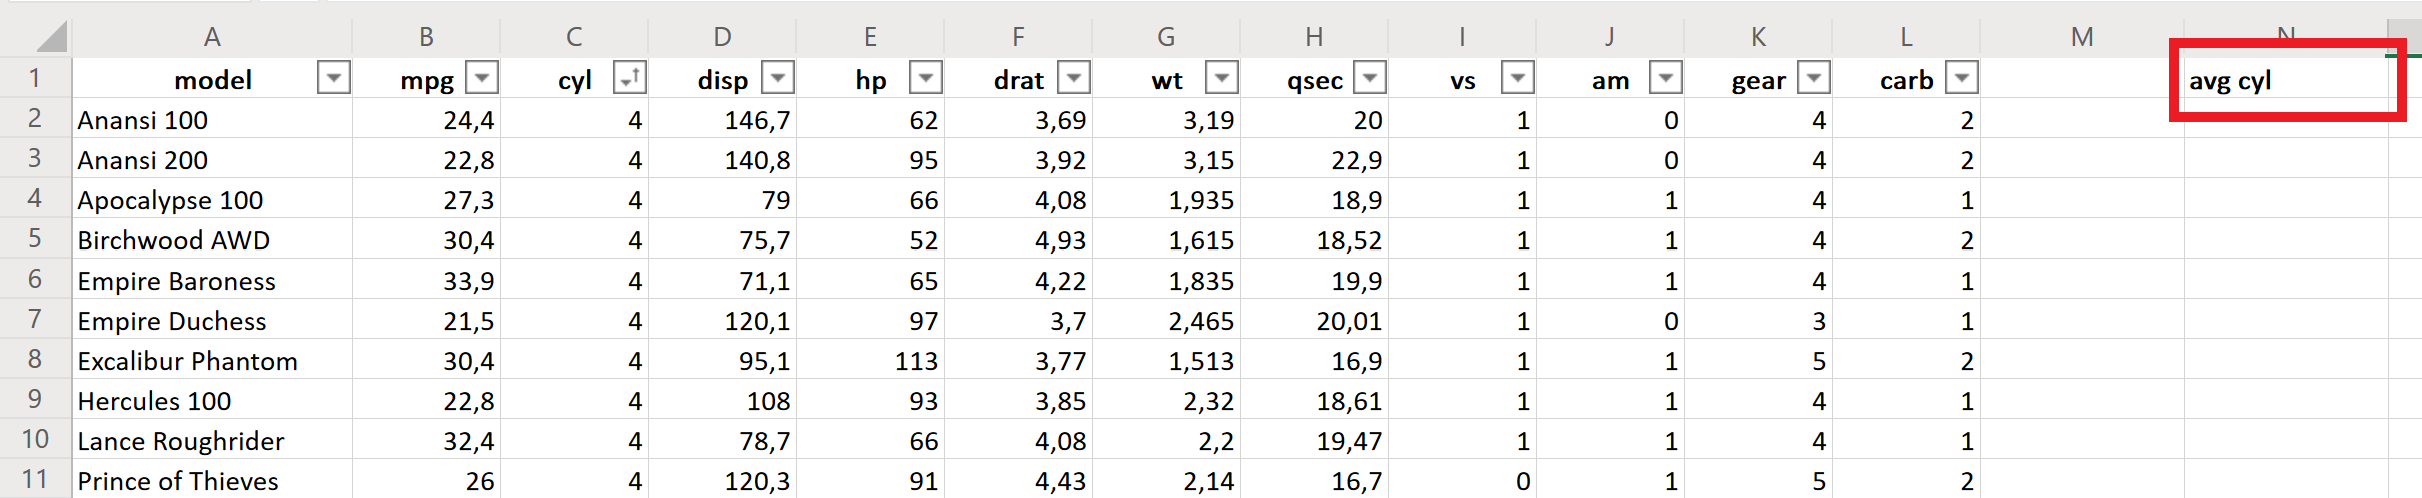 A B C D E F G H I J K L M N
1 model mpg cyl disp hp drat wt qsec vs am gear carb avg cyl
2 Anansi 100 24,4 4 146,7 62 3,69 3,19 20 1 0 4 2
3 Anansi 200 22,8 4 140,8 95 3,92 3,15 22,9 1 0 4 2
4 Apocalypse 100 27,3 4 79 66 4,08 1,935 18,9 1 1 4 1
5 Birchwood AWD 30,4 4 75,7 52 4,93 1,615 18,52 1 1 4 2
6 Empire Baroness 33,9 4 71,1 65 4,22 1,835 19,9 1 1 4 1
7 Empire Duchess 21,5 4 120,1 97 3,7 2,465 20,01 1 0 3 1
8 Excalibur Phantom 30,4 4 95,1 113 3,77 1,513 16,9 1 1 5 2
9 Hercules 100 22,8 4 108 93 3,85 2,32 18,61 1 1 4 1
10 Lance Roughrider 32,4 4 78,7 66 4,08 2,2 19,47 1 1 4 1
11 Prince of Thieves 26 4 120,3 91 4,43 2,14 16,7 0 1 5 2